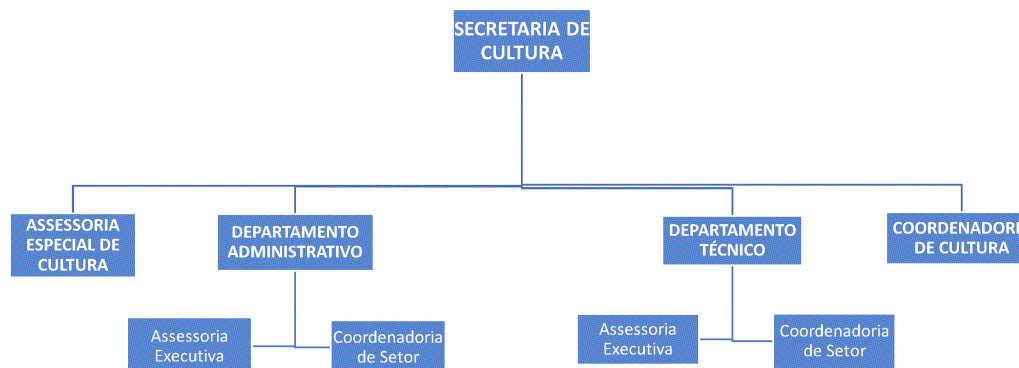 SECRETARIA DE
CULTURA
ASSESSORIA
ESPECIAL DE
CULTURA
DEPARTAMENTO
ADMINISTRATIVO
DEPARTAMENTO
TÉCNICO
COORDENADORI
DE CULTURA
Assessoria
Executiva
Coordenadoria
de Setor
Assessoria
Executiva
Coordenadoria
de Setor